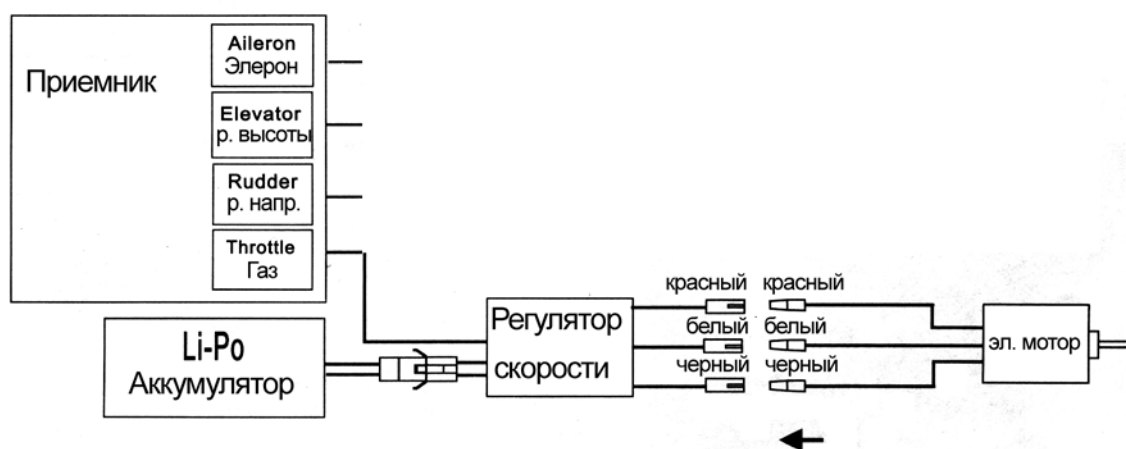 Приемник
Aileron
Элерон
Elevator
р. высоты
Rudder
р. напр.
Throttle
Газ
Li-Po
Аккумулятор
Регулятор
скорости
красный красный
белый белый
черный черный
эл. мотор